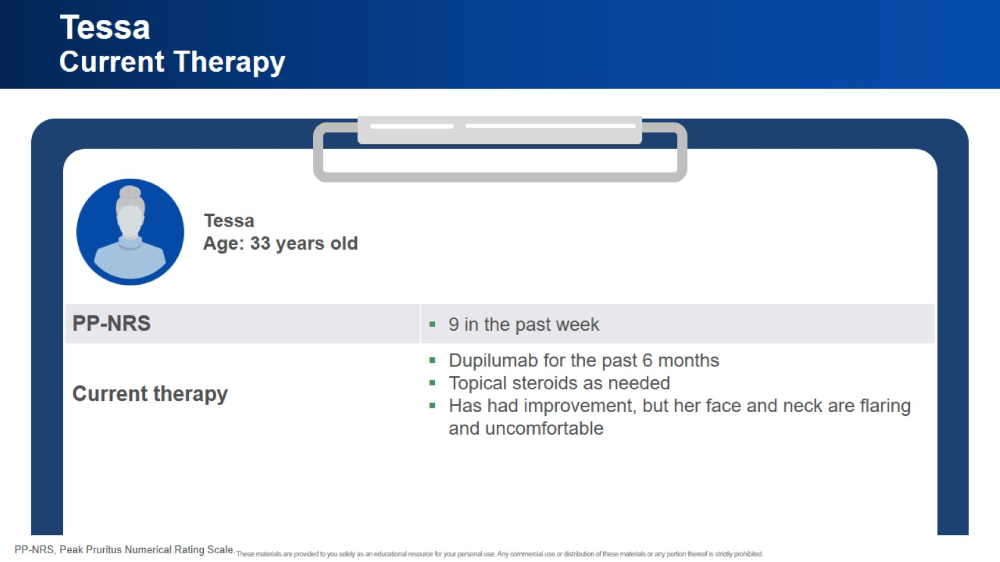 Tessa
Current Therapy
Tessa
Age: 33 years old
PP-NRS
▪ 9 in the past week
Current therapy
▪ Dupilumab for the past 6 months
▪ Topical steroids as needed
▪ Has had improvement, but her face and neck are flaring
and uncomfortable
PP-NRS, Peak Pruritus Numerical Rating Scale.
These materials are provided to you solely as an educational resource for your personal use. Any commercial use or distribution of these materials or any portion thereof is strictly prohibited.